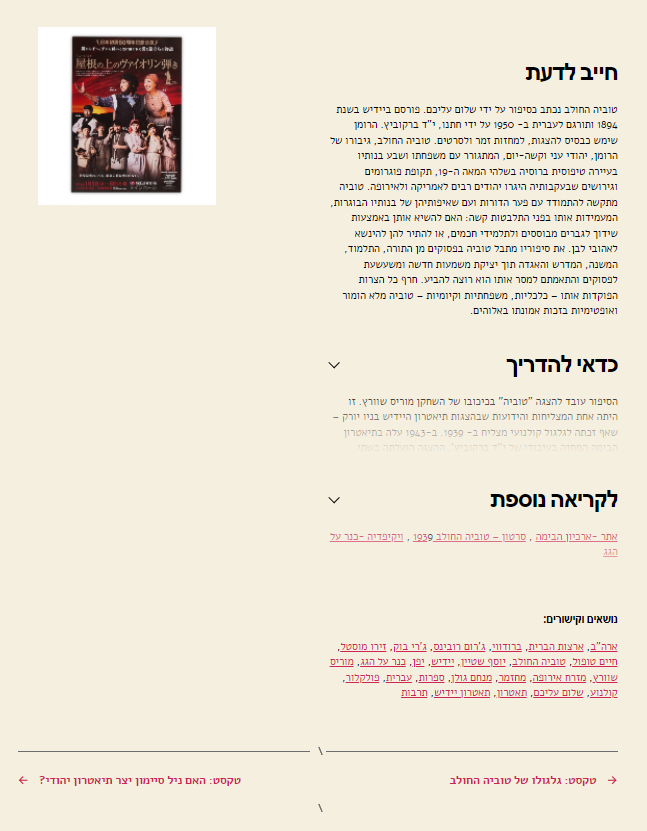 屋根の上のヴァイオリン弾き
חייב לדעת
טוביה החולב נכתב כסיפור על ידי שלום עליכם. פורסם ביידיש בשנת
1894 ותורגם לעברית ב- 1950 על ידי חתנו, י"ד ברקוביץ. הרומן
שימש כבסיס להצגות, למחזות זמר ולסרטים. טוביה החולב, גיבורו של
הרומן, יהודי עני וקשה-יום, המתגורר עם משפחתו ושבע בנותיו
בעיירה טיפוסית ברוסיה בשלהי המאה ה-19, תקופת פוגרומים
וגירושים שבעקבותיה היגרו יהודים רבים לאמריקה ולאירופה. טוביה
מתקשה להתמודד עם פער הדורות ועם שאיפותיהן של בנותיו הבוגרות,
המעמידות אותו בפני התלבטות קשה: האם להשיא אותן באמצעות
שידוך לגברים מבוססים ולתלמידי חכמים, או להתיר להן להינשא
לאהובי לבן. את סיפוריו מתבל טוביה בפסוקים מן התורה, התלמוד,
המשנה, המדרש והאגדה תוך יציקת משמעות חדשה ומשעשעת
לפסוקים והתאמתם למסר אותו הוא רוצה להביע. חרף כל הצרות
הפוקדות אותו – כלכליות, משפחתיות וקיומיות – טוביה מלא הומור
ואופטימיות בזכות אמונתו באלוהים.
כדאי להדריך
הסיפור עובד להצגה "טוביה" בכיכובו של השחקן מוריס שוורץ. זו
היתה אחת המצליחות והידועות שבהצגות תיאטרון היידיש בניו יורק –
שאף זכתה לגלגול קולנועי מצליח ב- 1939. ב-1943 עלה בתיאטרון
הבימה המחזה בעיבודו של י"ד ברקוביץ'. ההצגה הועלתה בשתי
לקריאה נוספת
אתר -ארכיון הבימה , סרטון – טוביה החולב 1939 , ויקיפדיה -כנר על
הגג
נושאים וקישורים:
ארה"ב, ארצות הברית, ברודווי, ג'רום רובינס, ג'רי בוק, זירו מוסטל,
חיים טופול, טוביה החולב, יוסף שטיין, יידיש, יפן, כנר על הגג, מוריס
שוורץ, מזרח אירופה, מחזמר, מנחם גולן, ספרות, עברית, פולקלור,
קולנוע, שלום עליכם, תאטרון, תאטרון יידיש, תרבות
\
→ טקסט: גלגולו של טוביה החולב
טקסט: האם ניל סיימון יצר תיאטרון יהודי? ←
\